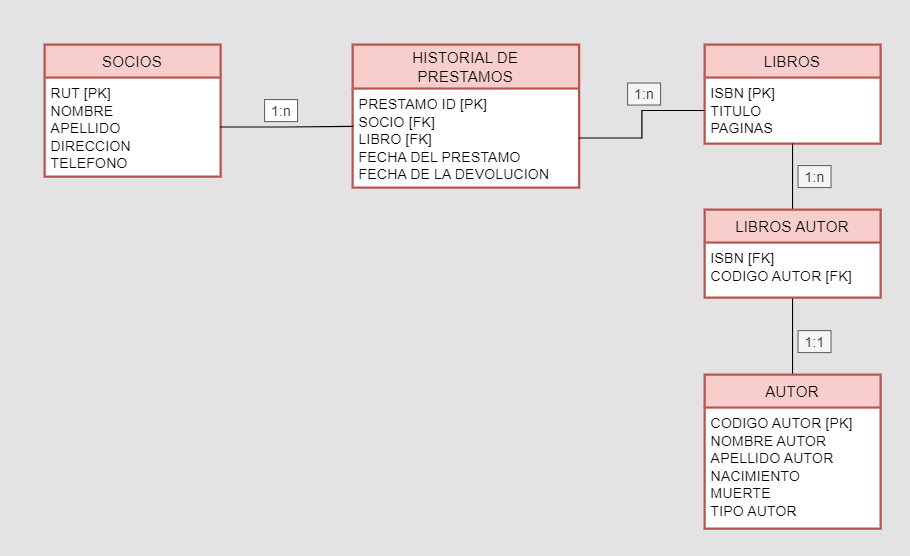 SOCIOS
RUT [PK]
NOMBRE
APELLIDO
DIRECCION
TELEFONO
1:n
HISTORIAL DE
PRESTAMOS
PRESTAMO ID [PK]
SOCIO [FK]
LIBRO [FK]
FECHA DEL PRESTAMO
FECHA DE LA DEVOLUCION
1:n
LIBROS
ISBN [PK]
TITULO
PAGINAS
1:n
LIBROS AUTOR
ISBN [FK]
CODIGO AUTOR [FK]
1:1
AUTOR
CODIGO AUTOR [PK]
NOMBRE AUTOR
APELLIDO AUTOR
NACIMIENTO
MUERTE
TIPO AUTOR